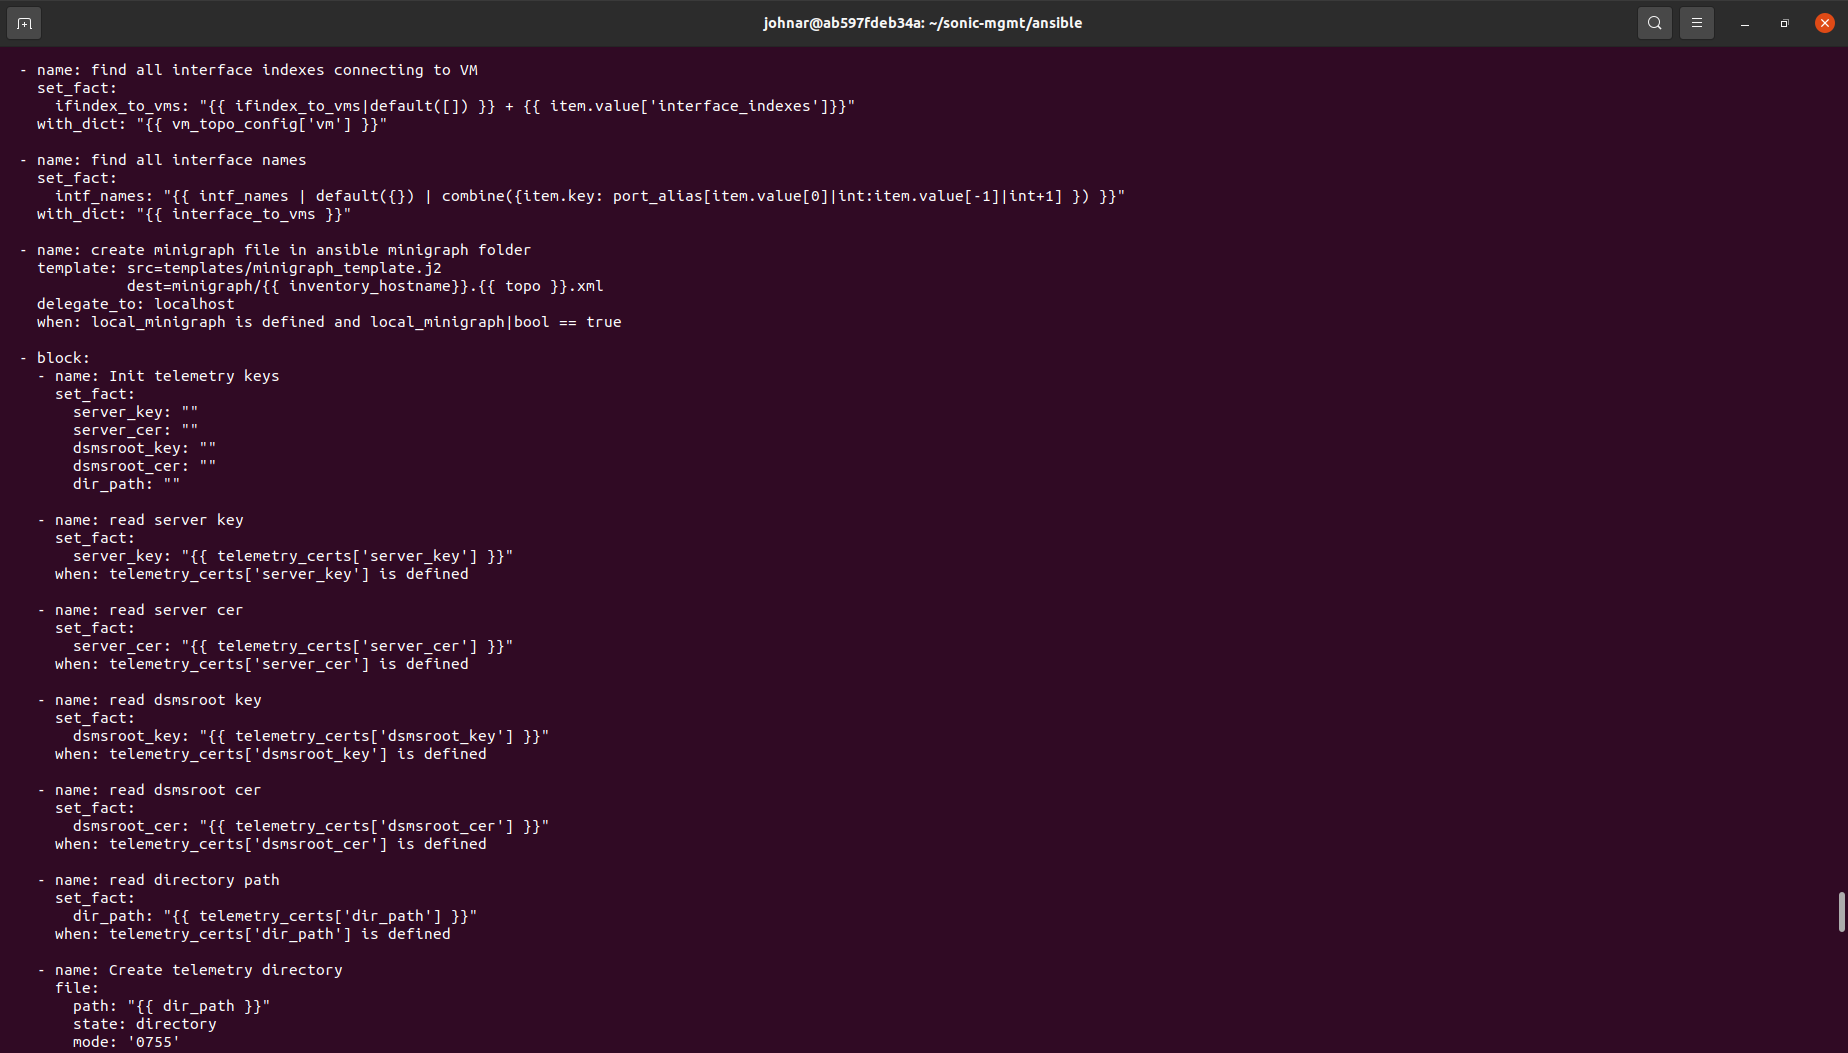 johnar@ab597fdeb34a: ~/sonic-mgmt/ansible
- name: find all interface indexes connecting to VM
  set_fact:
    ifindex_to_vms: "{{ ifindex_to_vms|default([]) }} + {{ item.value['interface_indexes']}}"
  with_dict: "{{ vm_topo_config['vm'] }}"

- name: find all interface names
  set_fact:
    intf_names: "{{ intf_names | default({}) | combine({item.key: port_alias[item.value[0]|int:item.value[-1]|int+1] }) }}"
  with_dict: "{{ interface_to_vms }}"

- name: create minigraph file in ansible minigraph folder
  template: src=templates/minigraph_template.j2
            dest=minigraph/{{ inventory_hostname}}.{{ topo }}.xml
  delegate_to: localhost
  when: local_minigraph is defined and local_minigraph|bool == true

- block:
  - name: Init telemetry keys
    set_fact:
      server_key: ""
      server_cer: ""
      dsmsroot_key: ""
      dsmsroot_cer: ""
      dir_path: ""

  - name: read server key
    set_fact:
      server_key: "{{ telemetry_certs['server_key'] }}"
    when: telemetry_certs['server_key'] is defined

  - name: read server cer
    set_fact:
      server_cer: "{{ telemetry_certs['server_cer'] }}"
    when: telemetry_certs['server_cer'] is defined

  - name: read dsmsroot key
    set_fact:
      dsmsroot_key: "{{ telemetry_certs['dsmsroot_key'] }}"
    when: telemetry_certs['dsmsroot_key'] is defined

  - name: read dsmsroot cer
    set_fact:
      dsmsroot_cer: "{{ telemetry_certs['dsmsroot_cer'] }}"
    when: telemetry_certs['dsmsroot_cer'] is defined

  - name: read directory path
    set_fact:
      dir_path: "{{ telemetry_certs['dir_path'] }}"
    when: telemetry_certs['dir_path'] is defined

  - name: Create telemetry directory
    file:
      path: "{{ dir_path }}"
      state: directory
      mode: '0755'